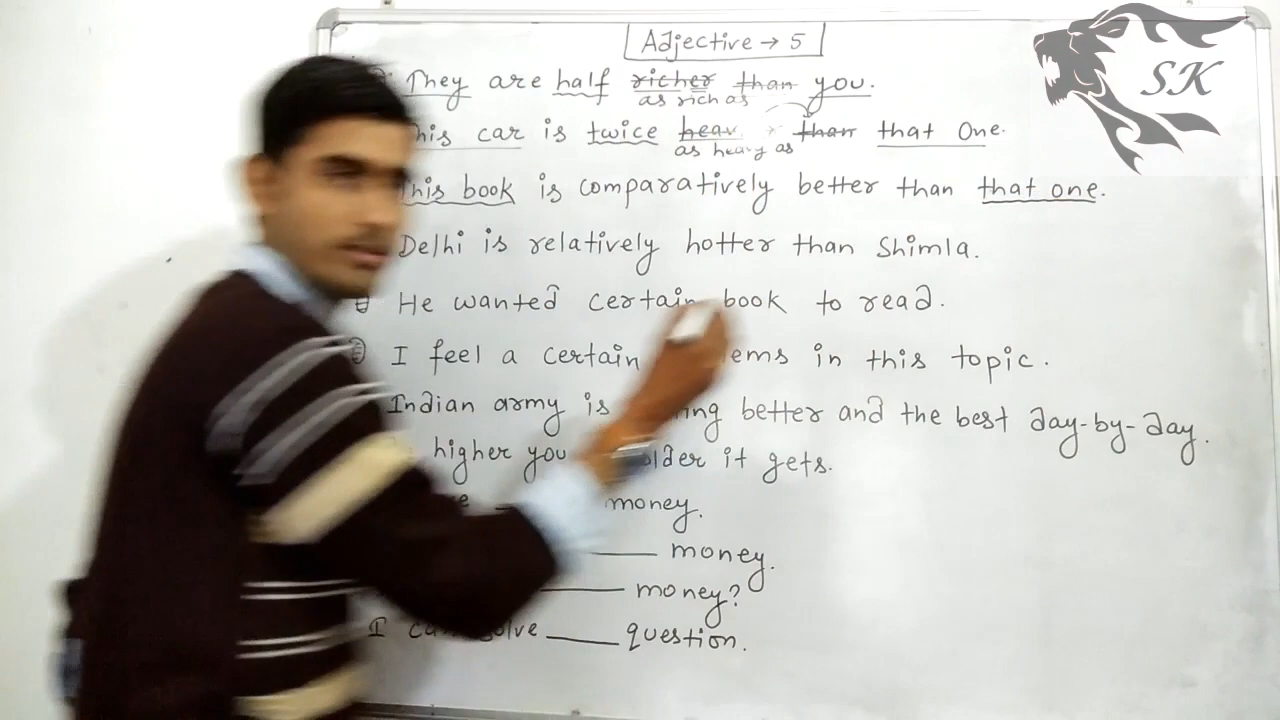 Adjective → 5
SK
They are half richer than you.
as rich as
This car is twice than that One.
as heavy as
This book is comparatively better than that one.
Delhi is relatively hotter than Shimla.
He wanted certain book to read.
I feel a certain in this topic.
Indian army is better and the best day-by-day.
higher you it gets.
money.
money.
money?
I question.